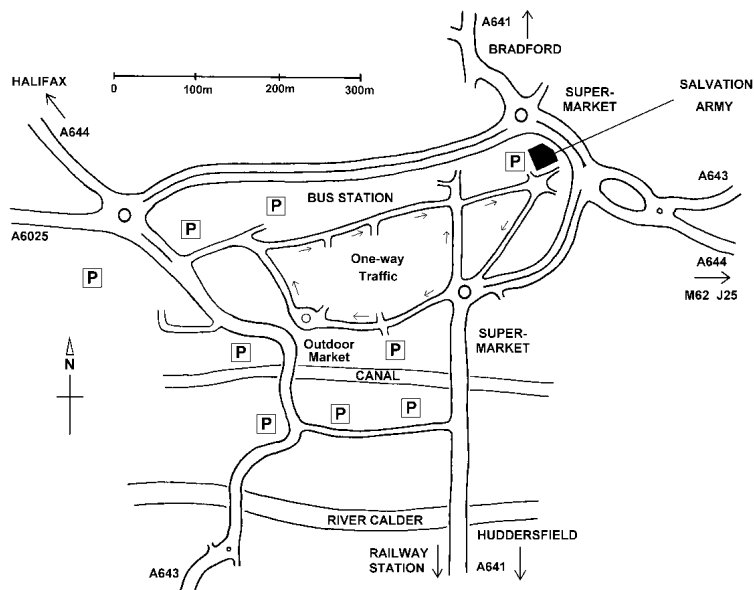 A641
BRADFORD
HALIFAX
0 100m 200m 300m
A644
SUPER-
MARKET
SALVATION
ARMY
P
A643
BUS STATION
P
P
A6025
One-way
Traffic
A644
M62 J25
P
Outdoor
Market
SUPER-
MARKET
P
P
N
CANAL
P
P
P
RIVER CALDER
HUDDERSFIELD
RAILWAY
STATION
A641
A643